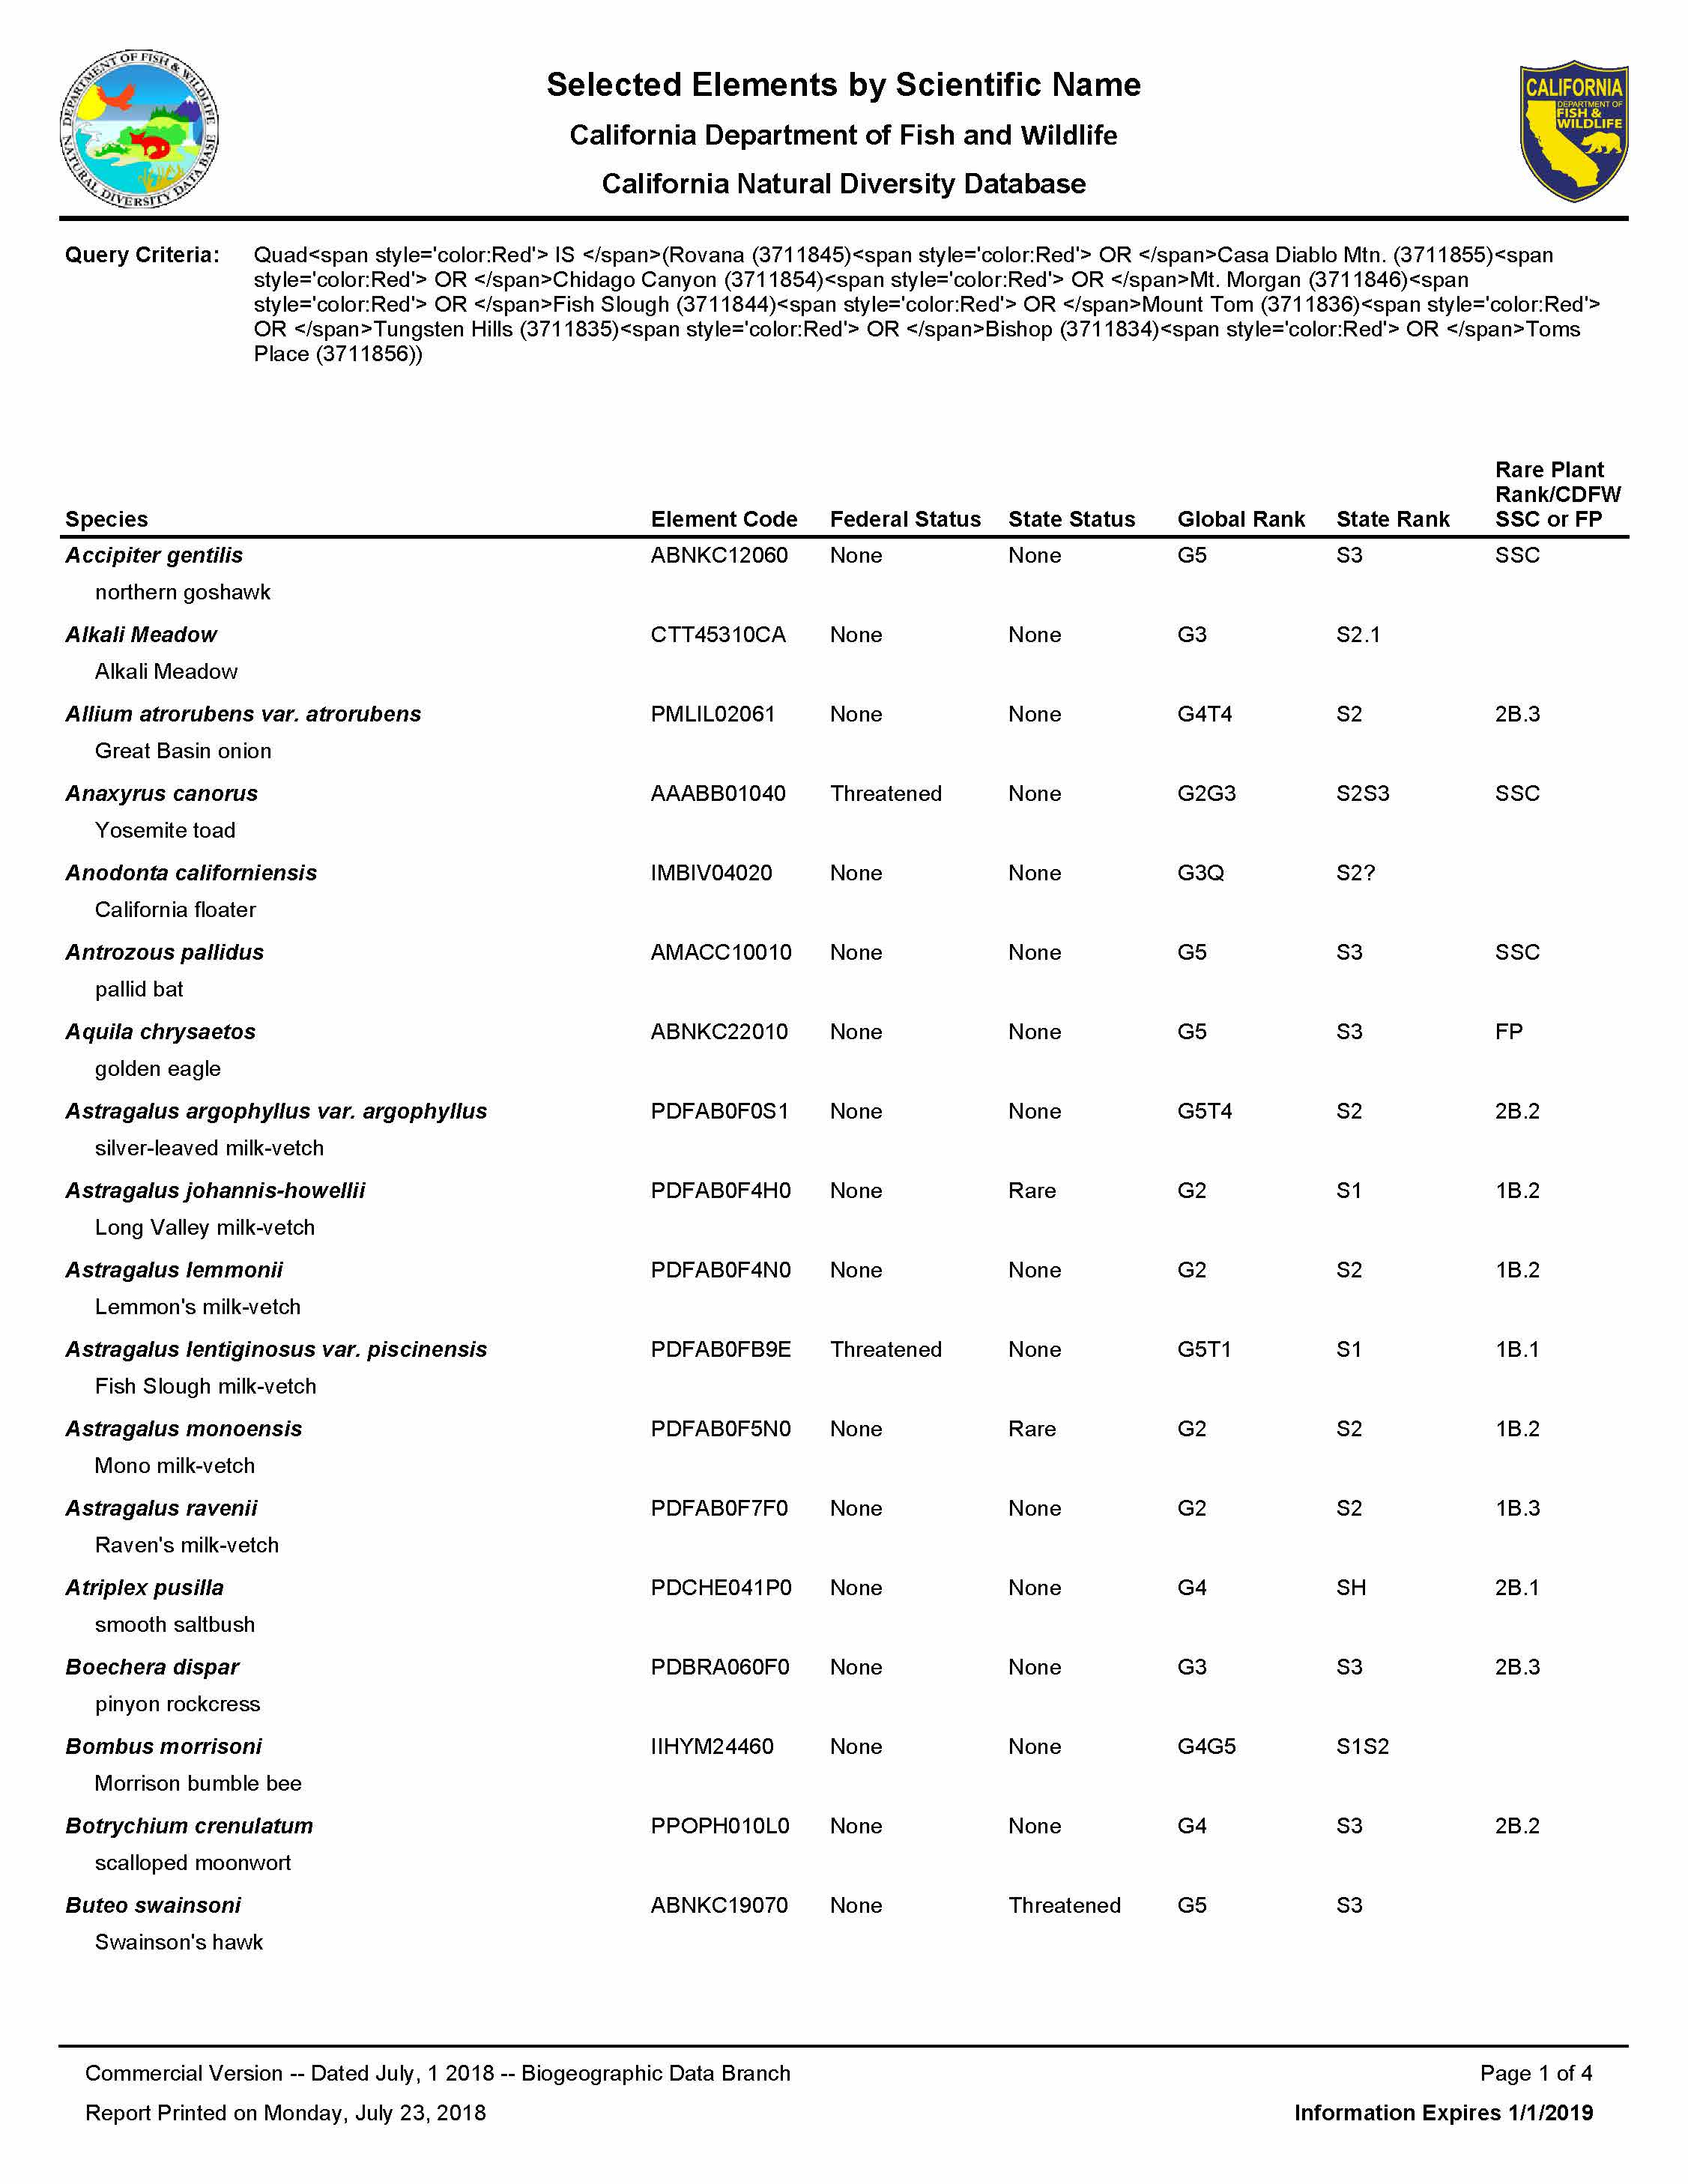 DEPARTMENT OF FISH & WILDLIFE
NATURAL DIVERSITY DATA BASE
CALIFORNIA
DEPARTMENT OF
FISH &
WILDLIFE
Selected Elements by Scientific Name
California Department of Fish and Wildlife
California Natural Diversity Database
Query Criteria: Quad<span style='color:Red'> IS </span>(Rovana (3711845)<span style='color:Red'> OR </span>Casa Diablo Mtn. (3711855)<span
style='color:Red'> OR </span>Chidago Canyon (3711854)<span style='color:Red'> OR </span>Mt. Morgan (3711846)<span
style='color:Red'> OR </span>Fish Slough (3711844)<span style='color:Red'> OR </span>Mount Tom (3711836)<span style='color:Red'>
OR </span>Tungsten Hills (3711835)<span style='color:Red'> OR </span>Bishop (3711834)<span style='color:Red'> OR </span>Toms
Place (3711856))
Rare Plant
Rank/CDFW
Species Element Code Federal Status State Status Global Rank State Rank SSC or FP
Accipiter gentilis ABNKC12060 None None G5 S3 SSC
northern goshawk
Alkali Meadow CTT45310CA None None G3 S2.1
Alkali Meadow
Allium atrorubens var. atrorubens PMLIL02061 None None G4T4 S2 2B.3
Great Basin onion
Anaxyrus canorus AAABB01040 Threatened None G2G3 S2S3 SSC
Yosemite toad
Anodonta californiensis IMBIV04020 None None G3Q S2?
California floater
Antrozous pallidus AMACC10010 None None G5 S3 SSC
pallid bat
Aquila chrysaetos ABNKC22010 None None G5 S3 FP
golden eagle
Astragalus argophyllus var. argophyllus PDFAB0F0S1 None None G5T4 S2 2B.2
silver-leaved milk-vetch
Astragalus johannis-howellii PDFAB0F4H0 None Rare G2 S1 1B.2
Long Valley milk-vetch
Astragalus lemmonii PDFAB0F4N0 None None G2 S2 1B.2
Lemmon's milk-vetch
Astragalus lentiginosus var. piscinensis PDFAB0FB9E Threatened None G5T1 S1 1B.1
Fish Slough milk-vetch
Astragalus monoensis PDFAB0F5N0 None Rare G2 S2 1B.2
Mono milk-vetch
Astragalus ravenii PDFAB0F7F0 None None G2 S2 1B.3
Raven's milk-vetch
Atriplex pusilla PDCHE041P0 None None G4 SH 2B.1
smooth saltbush
Boechera dispar PDBRA060F0 None None G3 S3 2B.3
pinyon rockcress
Bombus morrisoni IIHYM24460 None None G4G5 S1S2
Morrison bumble bee
Botrychium crenulatum PPOPH010L0 None None G4 S3 2B.2
scalloped moonwort
Buteo swainsoni ABNKC19070 None Threatened G5 S3
Swainson's hawk
Commercial Version -- Dated July, 1 2018 -- Biogeographic Data Branch Page 1 of 4
Report Printed on Monday, July 23, 2018 Information Expires 1/1/2019